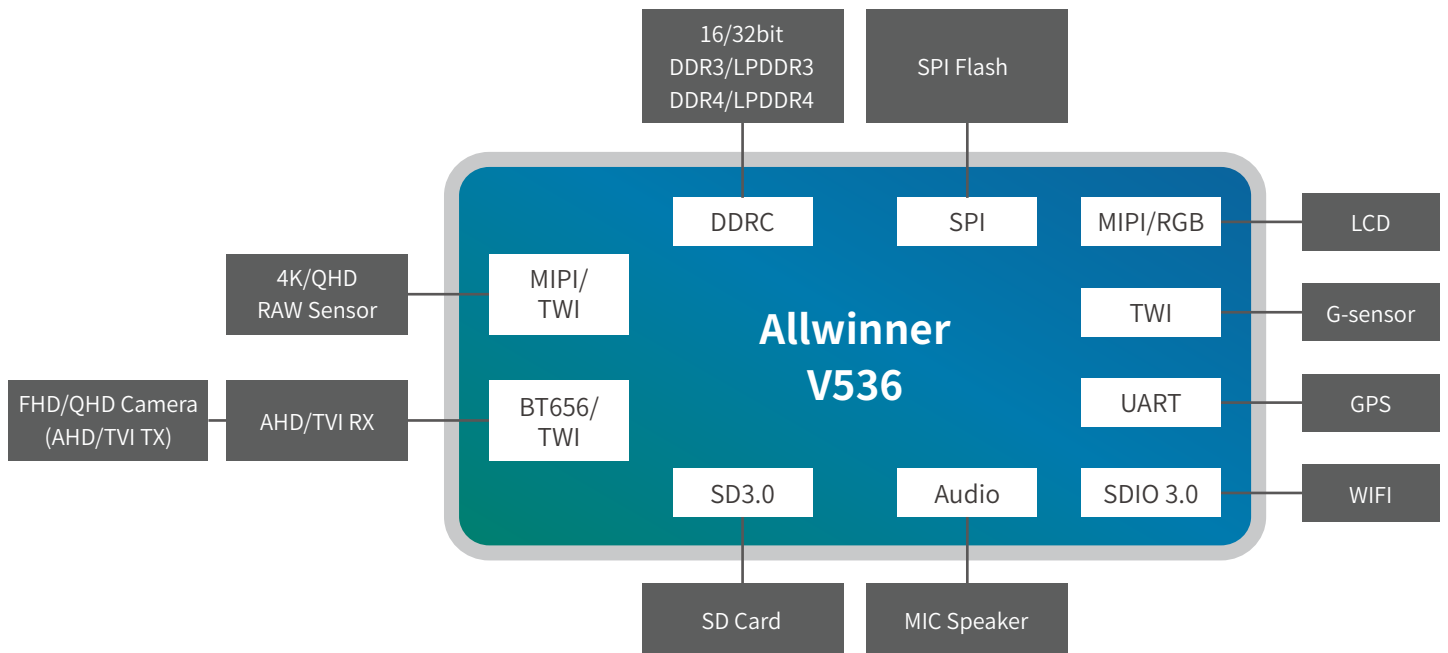 16/32bit
DDR3/LPDDR3
DDR4/LPDDR4
SPI Flash
DDRC
SPI
MIPI/RGB
LCD
4K/QHD
RAW Sensor
MIPI/
TWI
Allwinner
V536
TWI
G-sensor
FHD/QHD Camera
(AHD/TVI TX)
AHD/TVI RX
BT656/
TWI
UART
GPS
SD3.0
Audio
SDIO 3.0
WIFI
SD Card
MIC Speaker